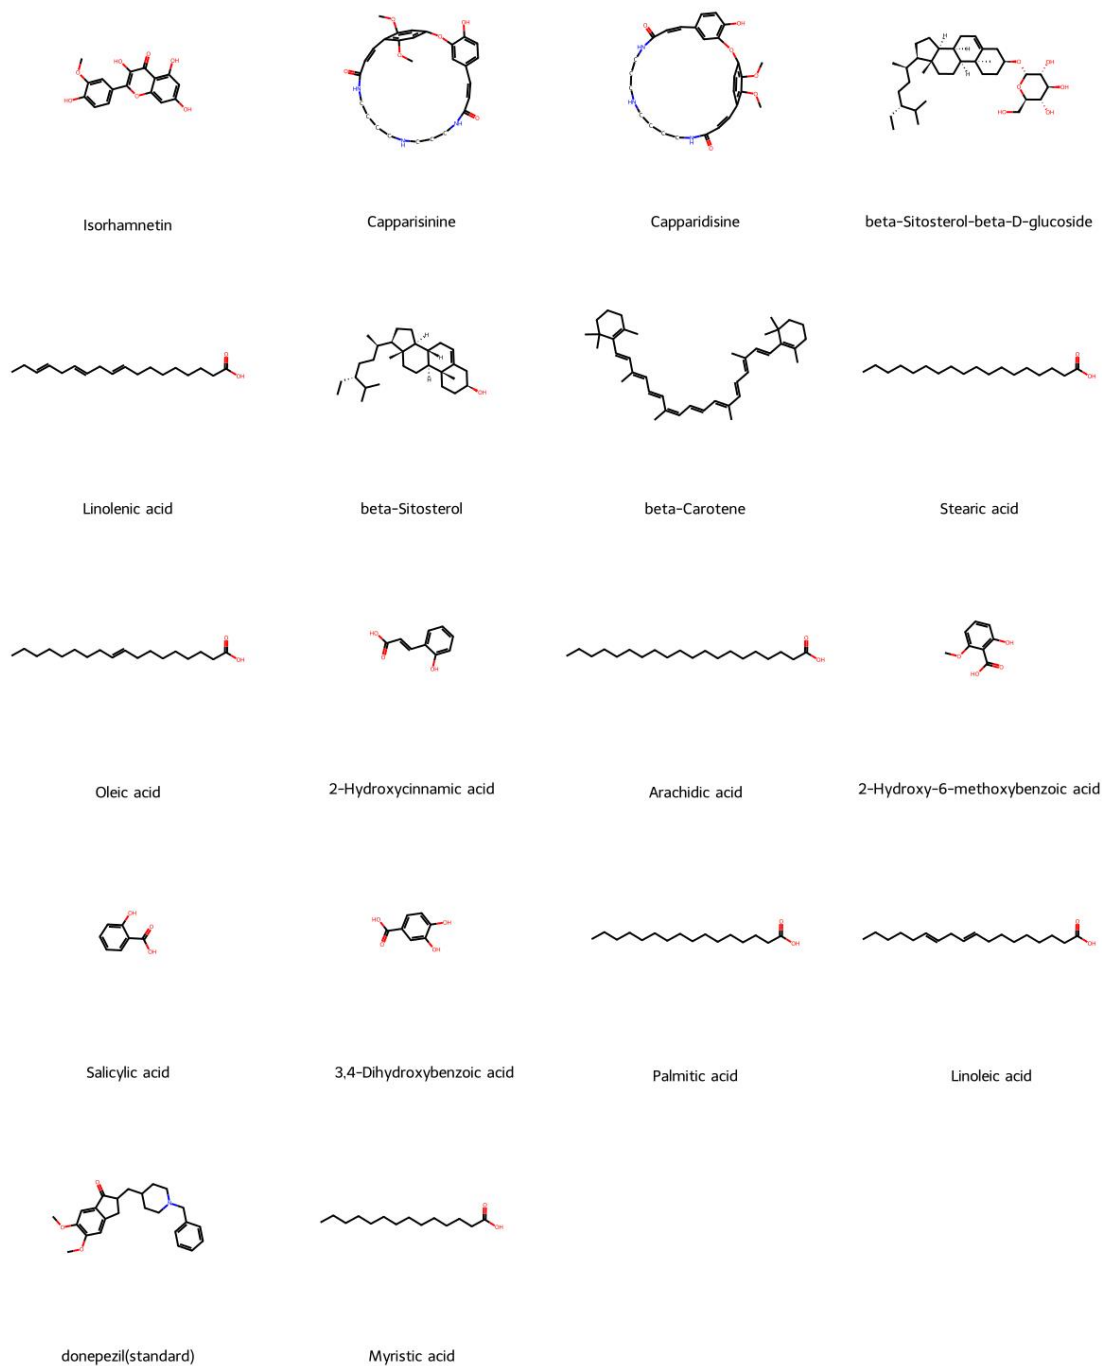 Isorhamnetin
Capparisinine
Capparidisine
beta-Sitosterol-beta-D-glucoside
Linolenic acid
beta-Sitosterol
beta-Carotene
Stearic acid
Oleic acid
2-Hydroxycinnamic acid
Arachidic acid
2-Hydroxy-6-methoxybenzoic acid
Salicylic acid
3,4-Dihydroxybenzoic acid
Palmitic acid
Linoleic acid
donepezil(standard)
Myristic acid